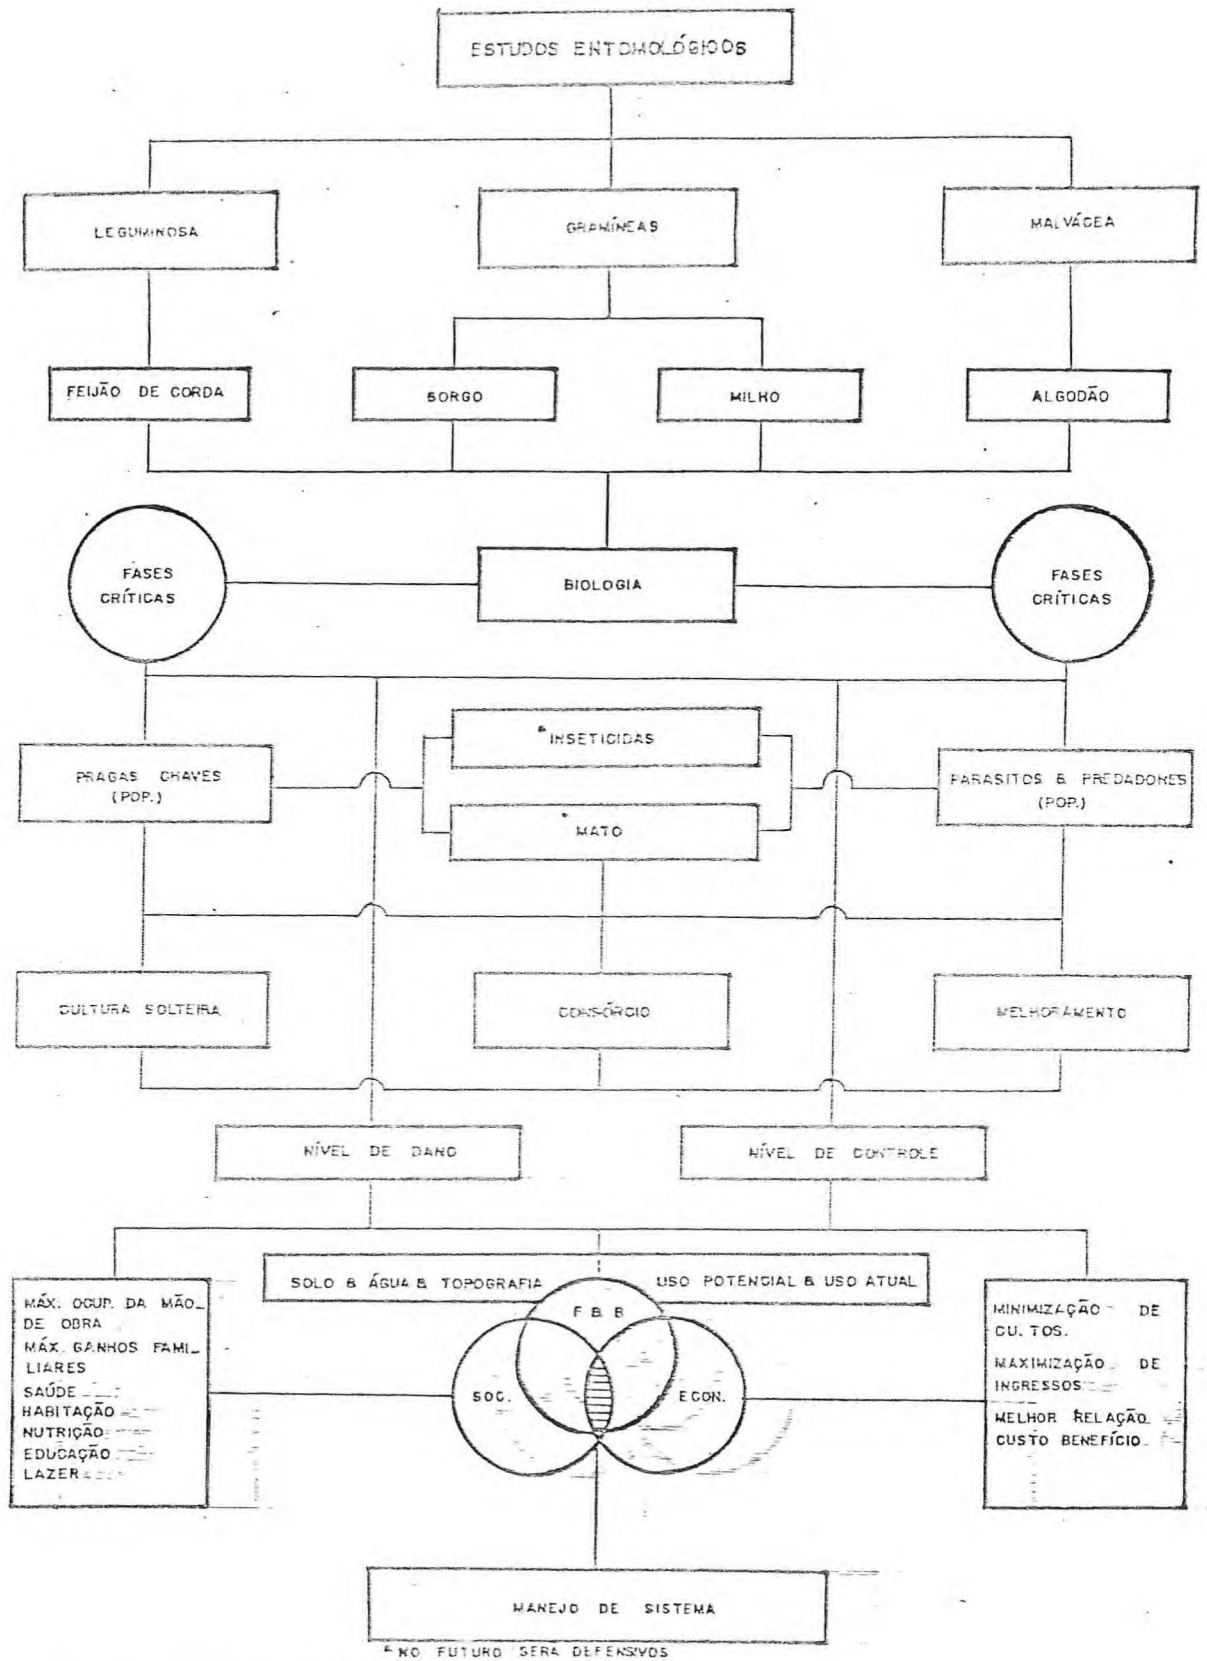 ESTUDOS ENTOMOLÓGICOS
LEGUMINOSA
GRAMÍNEAS
MALVÁCEA
FEIJÃO DE CORDA
SORGO
MILHO
ALGODÃO
FASES
CRÍTICAS
BIOLOGIA
FASES
CRÍTICAS
*INSETICIDAS
PRAGAS CHAVES
(POP.)
PARASITOS & PREDADORES
(POP.)
*MATO
CULTURA SOLTEIRA
CONSÓRCIO
MELHORAMENTO
NÍVEL DE DANO
NÍVEL DE CONTROLE
SOLO & ÁGUA & TOPOGRAFIA
USO POTENCIAL & USO ATUAL
MÁX. OCUP. DA MÃO_
DE OBRA
MÁX. GANHOS FAMI_
LIARES
SAÚDE
HABITAÇÃO
NUTRIÇÃO
EDUCAÇÃO
LAZER
F B B
SOC.
ECON.
MINIMIZAÇÃO DE
CU. TOS.
MAXIMIZAÇÃO DE
INGRESSOS
MELHOR RELAÇÃO
CUSTO BENEFÍCIO
MANEJO DE SISTEMA
* NO FUTURO SERA DEFENSIVOS